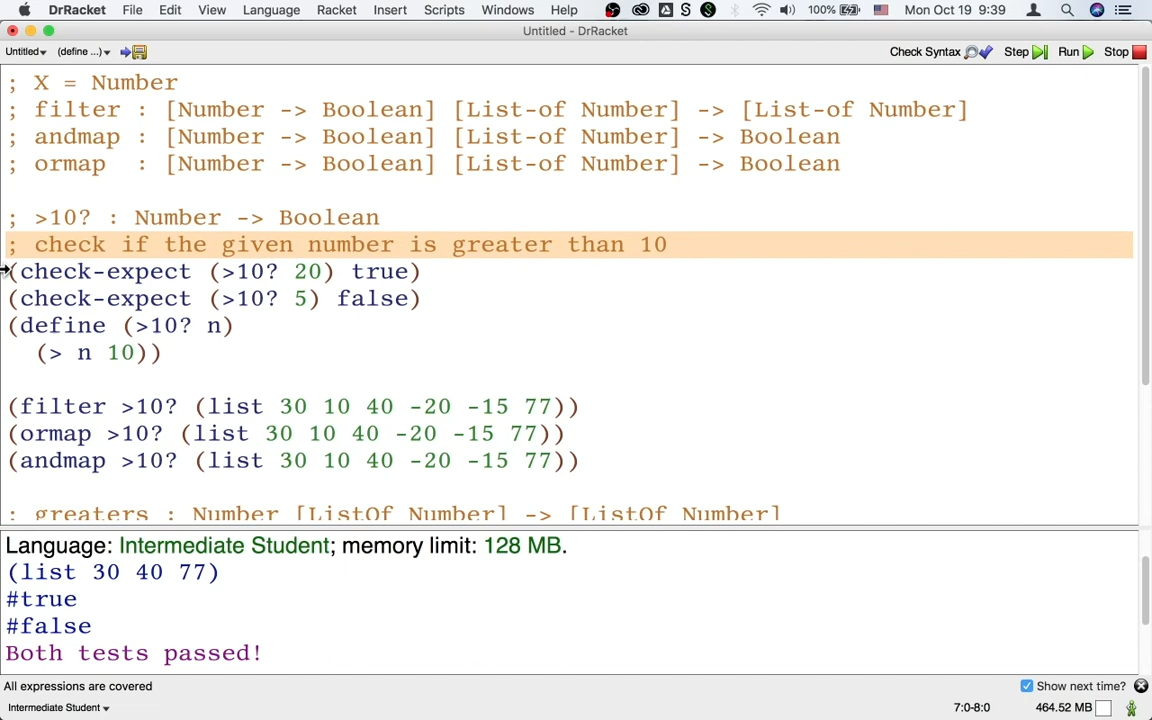 DrRacket File Edit View Language Racket Insert Scripts Windows Help 100% Mon Oct 19 9:39
Untitled - DrRacket
Untitled (define ...) Check Syntax Step Run Stop
; X = Number
; filter : [Number -> Boolean] [List-of Number] -> [List-of Number]
; andmap : [Number -> Boolean] [List-of Number] -> Boolean
; ormap  : [Number -> Boolean] [List-of Number] -> Boolean
; >10? : Number -> Boolean
; check if the given number is greater than 10
(check-expect (>10? 20) true)
(check-expect (>10? 5) false)
(define (>10? n)
  (> n 10))
(filter >10? (list 30 10 40 -20 -15 77))
(ormap >10? (list 30 10 40 -20 -15 77))
(andmap >10? (list 30 10 40 -20 -15 77))
; greaters : Number [ListOf Number] -> [ListOf Number]
Language: Intermediate Student; memory limit: 128 MB.
(list 30 40 77)
#true
#false
Both tests passed!
All expressions are covered Show next time?
Intermediate Student 7:0-8:0 464.52 MB